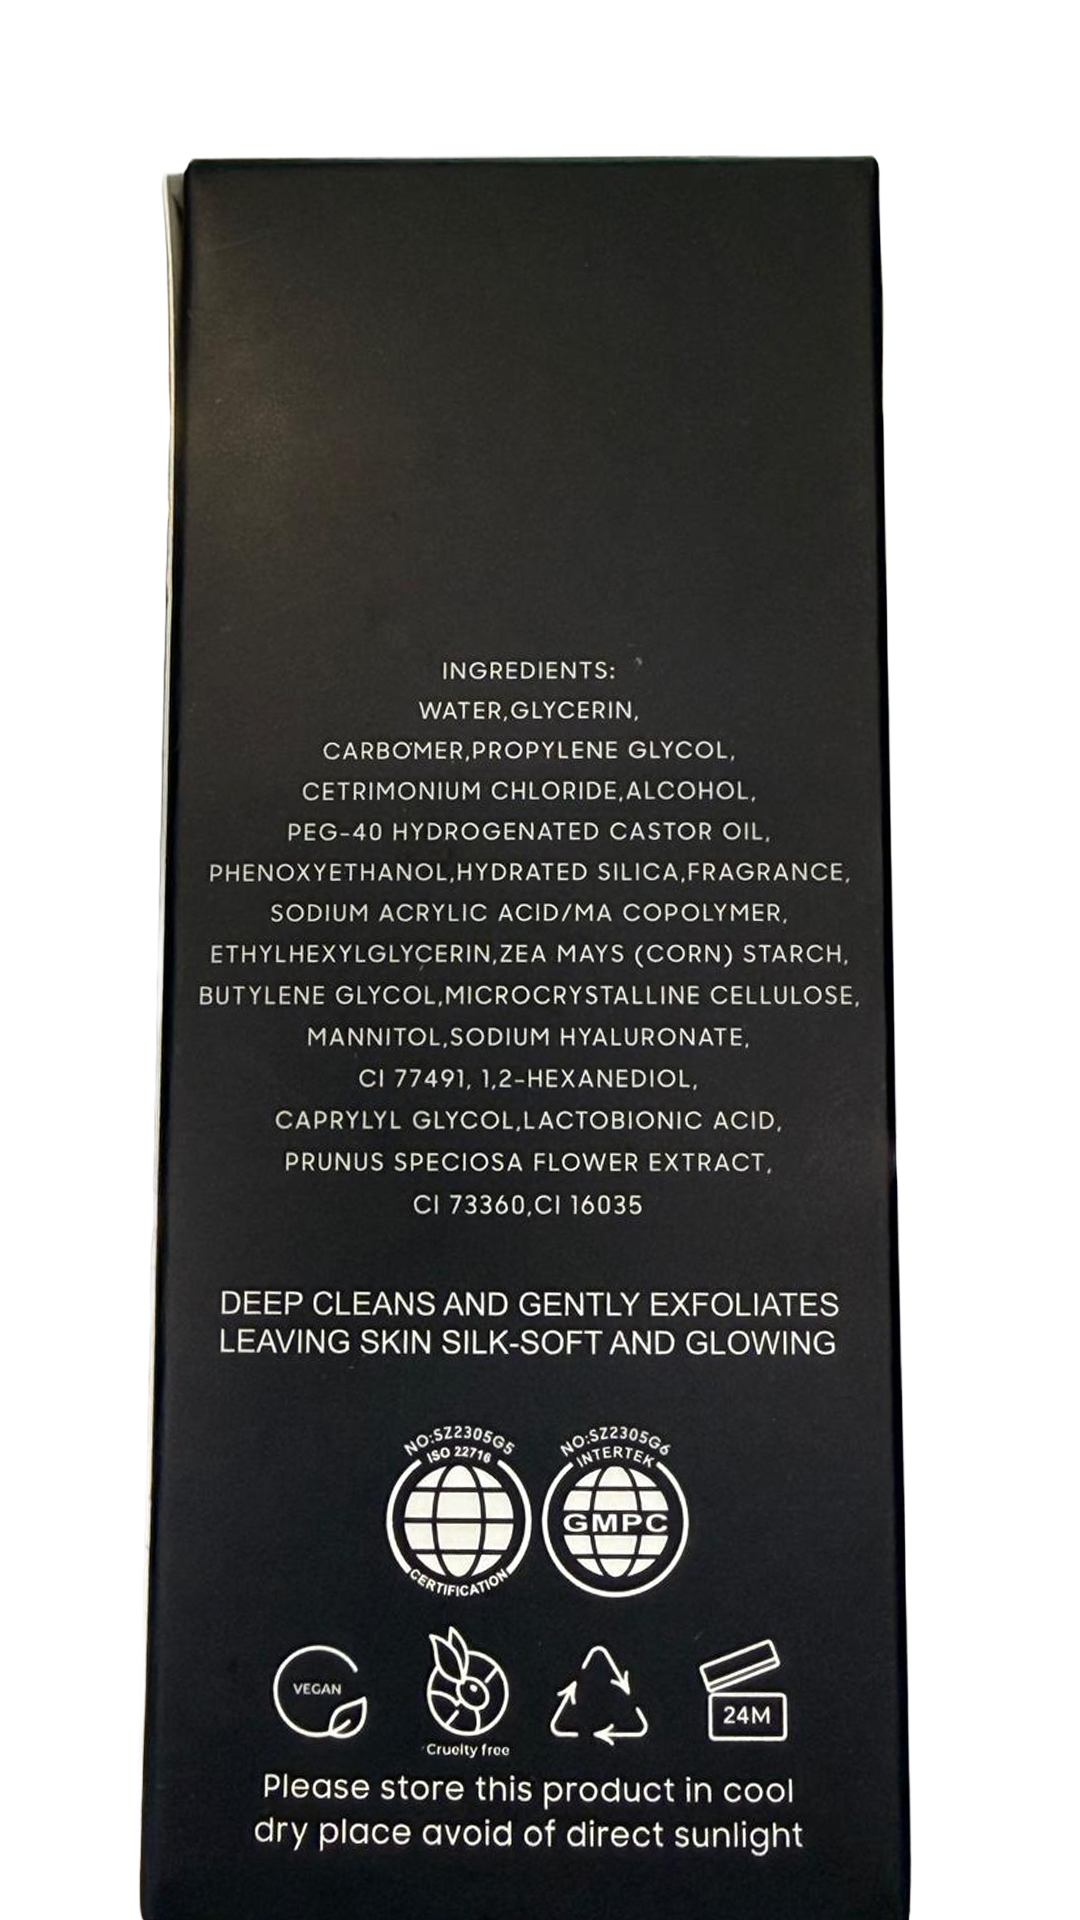 INGREDIENTS:
WATER,GLYCERIN,
CARBOMER,PROPYLENE GLYCOL,
CETRIMONIUM CHLORIDE,ALCOHOL,
PEG-40 HYDROGENATED CASTOR OIL,
PHENOXYETHANOL,HYDRATED SILICA,FRAGRANCE,
SODIUM ACRYLIC ACID/MA COPOLYMER,
ETHYLHEXYLGLYCERIN,ZEA MAYS (CORN) STARCH,
BUTYLENE GLYCOL,MICROCRYSTALLINE CELLULOSE,
MANNITOL,SODIUM HYALURONATE,
CI 77491, 1,2-HEXANEDIOL,
CAPRYLYL GLYCOL,LACTOBIONIC ACID,
PRUNUS SPECIOSA FLOWER EXTRACT,
CI 73360,CI 16035
DEEP CLEANS AND GENTLY EXFOLIATES
LEAVING SKIN SILK-SOFT AND GLOWING
NO:SZ2305G5
ISO 22716
CERTIFICATION
NO:SZ2305G6
INTERTEK
GMPC
VEGAN
Cruelty free
24M
Please store this product in cool
dry place avoid of direct sunlight